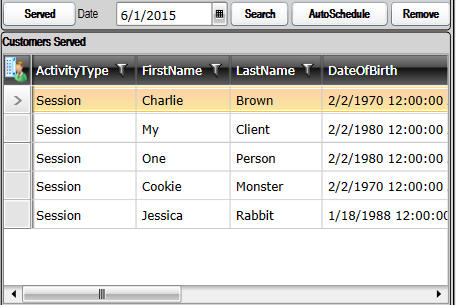 Served Date 6/1/2015 Search AutoSchedule Remove
Customers Served
ActivityType FirstName LastName DateOfBirth
Session Charlie Brown 2/2/1970 12:00:00
Session My Client 2/2/1980 12:00:00
Session One Person 2/2/1980 12:00:00
Session Cookie Monster 2/2/1970 12:00:00
Session Jessica Rabbit 1/18/1988 12:00:00